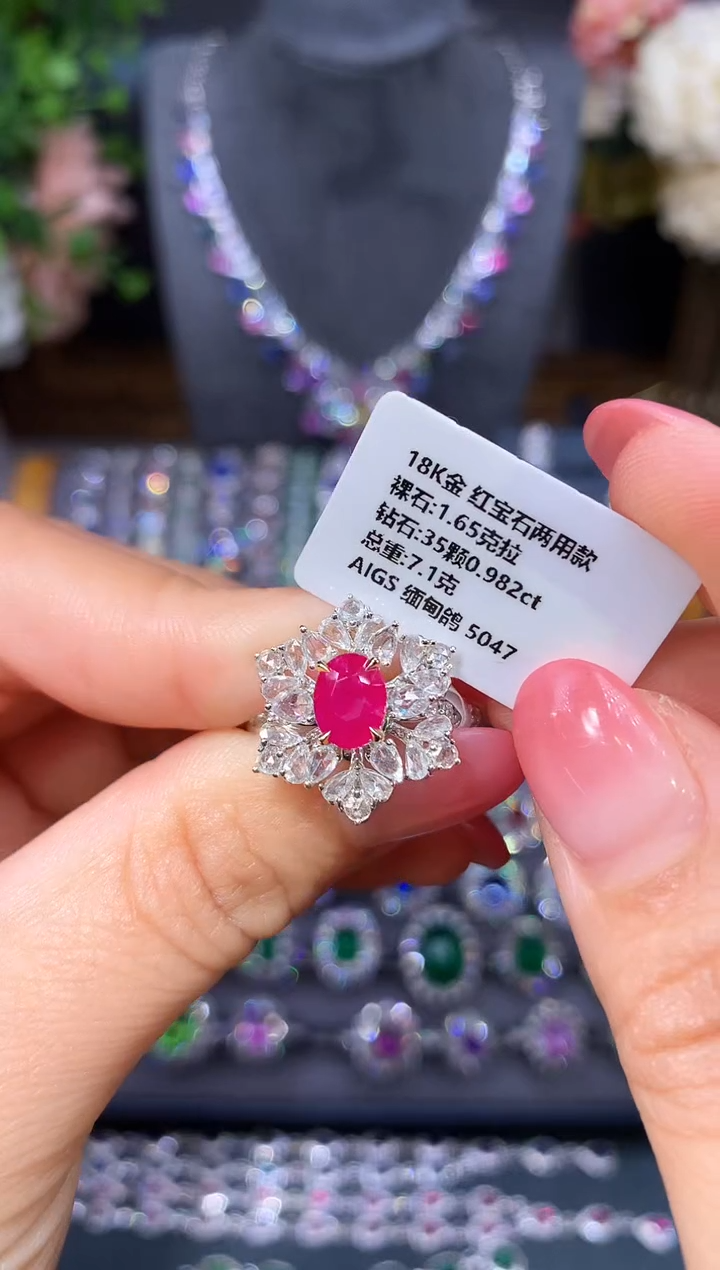 18K金 红宝石两用款
裸石:1.65克拉
钻石:35颗0.982ct
总重:7.1克
AIGS 缅甸鸽 5047